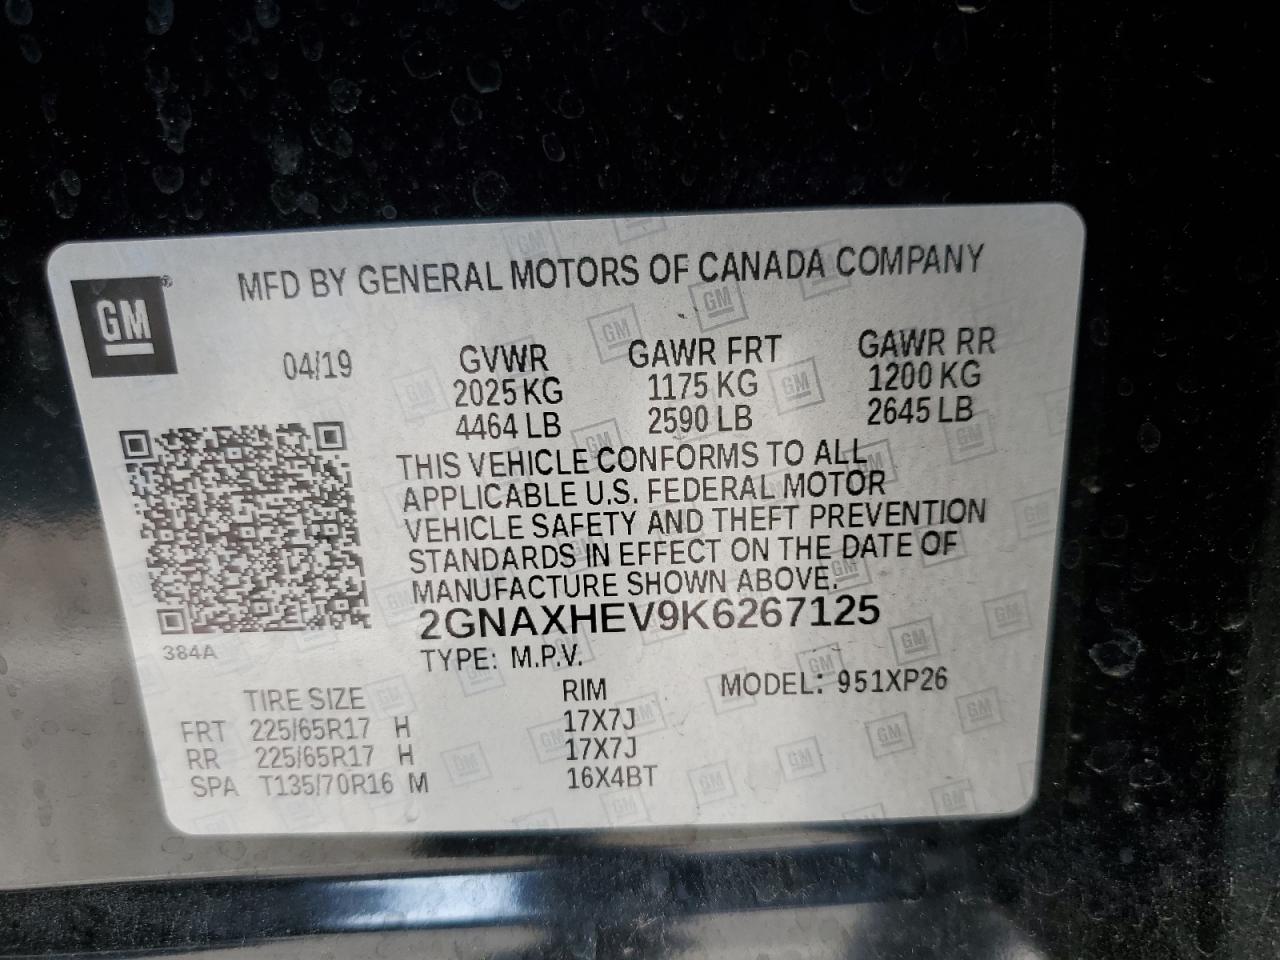 MFD BY GENERAL MOTORS OF CANADA COMPANY
GM®
04/19 GVWR GAWR FRT GAWR RR
2025 KG 1175 KG 1200 KG
4464 LB 2590 LB 2645 LB
THIS VEHICLE CONFORMS TO ALL
APPLICABLE U.S. FEDERAL MOTOR
VEHICLE SAFETY AND THEFT PREVENTION
STANDARDS IN EFFECT ON THE DATE OF
MANUFACTURE SHOWN ABOVE.
2GNAXHEV9K6267125
384A TYPE: M.P.V.
TIRE SIZE RIM MODEL: 951XP26
FRT 225/65R17 H 17X7J
RR 225/65R17 H 17X7J
SPA T135/70R16 M 16X4BT